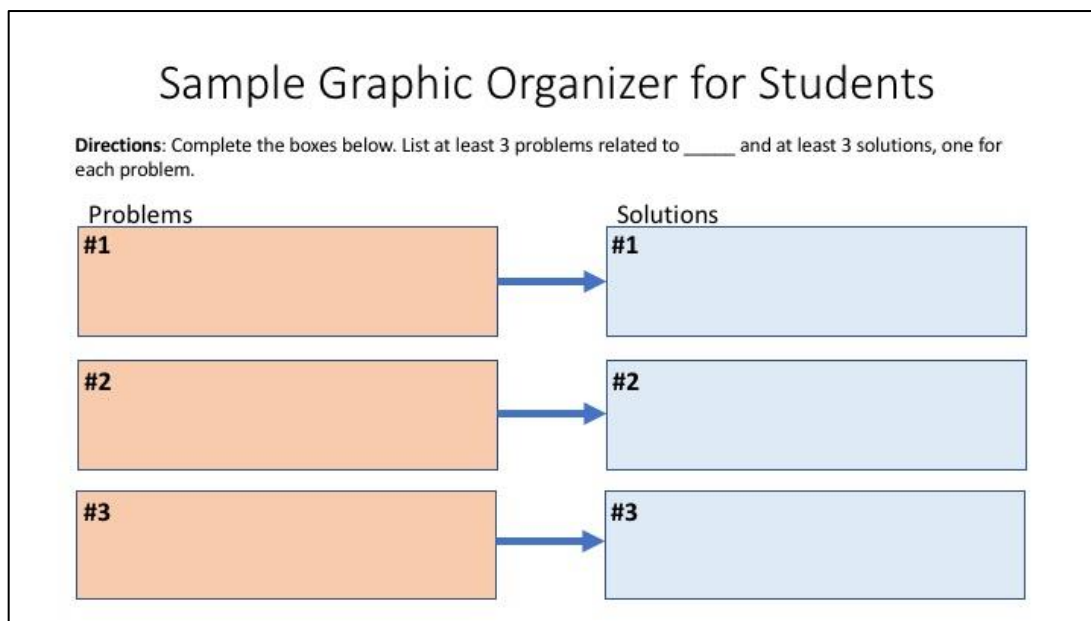 Sample Graphic Organizer for Students
Directions: Complete the boxes below. List at least 3 problems related to _____ and at least 3 solutions, one for
each problem.
Problems
Solutions
#1
#1
#2
#2
#3
#3